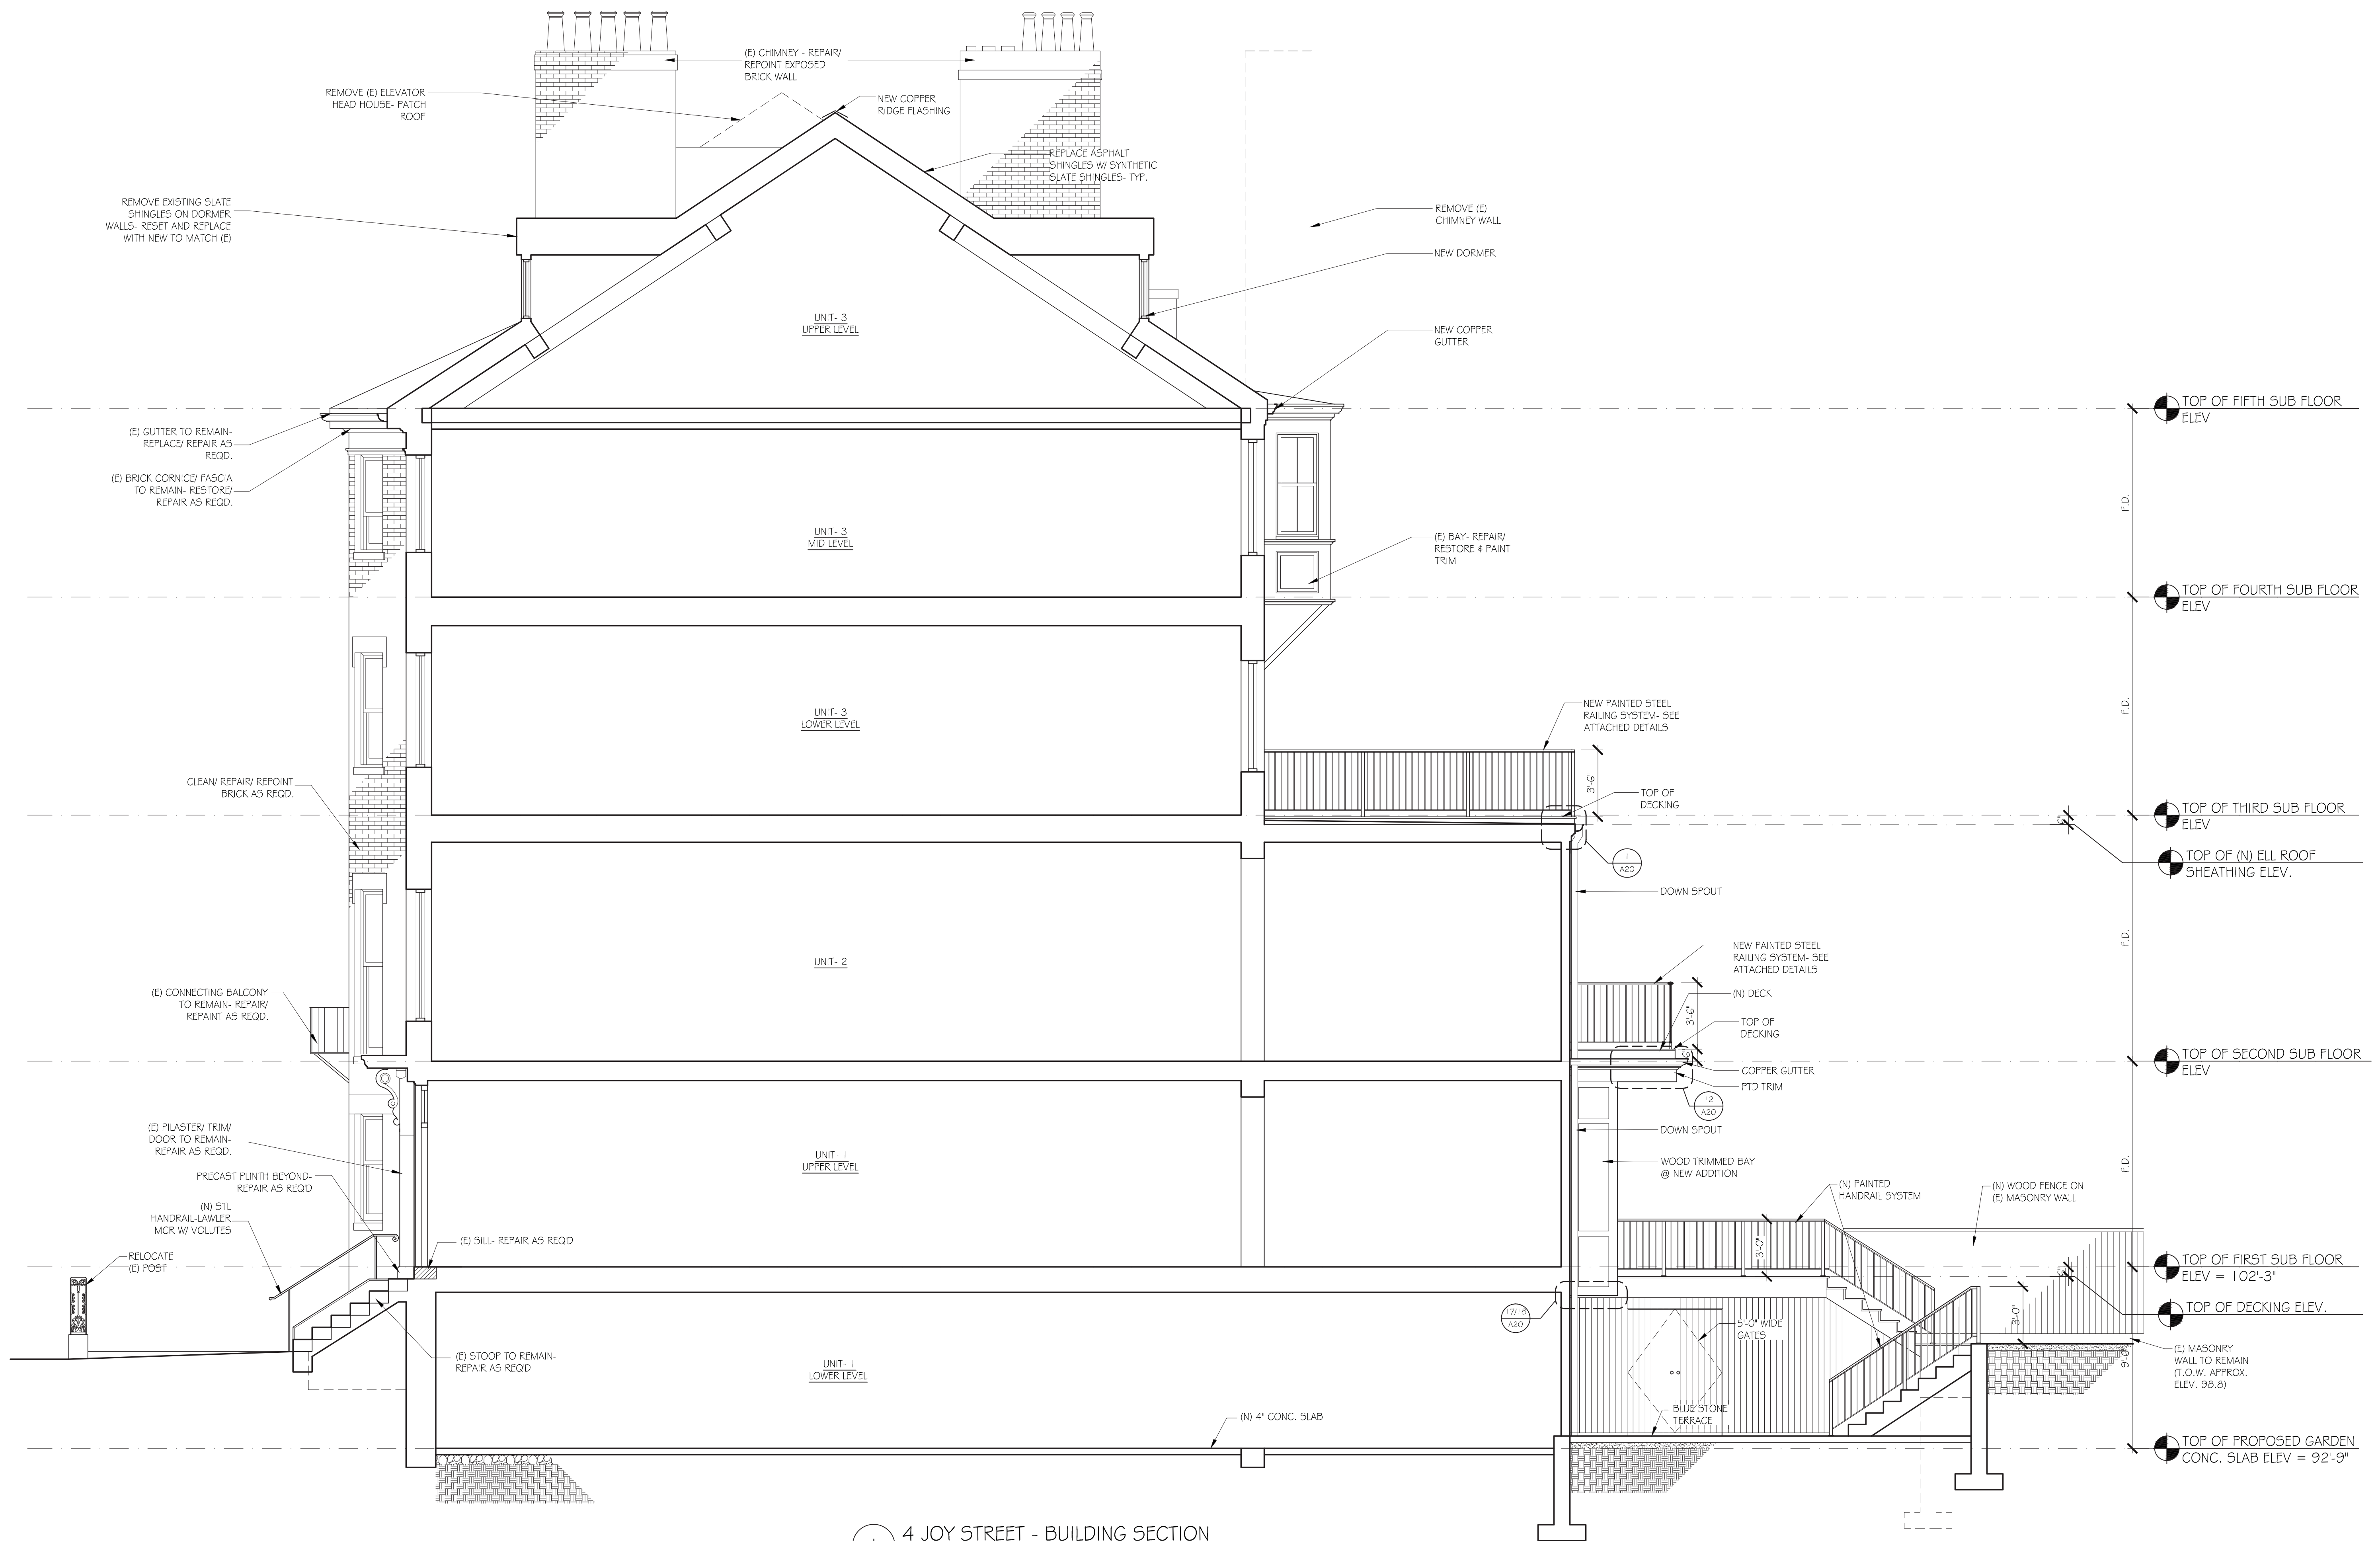 (E) CHIMNEY - REPAIR/
REPOINT EXPOSED
BRICK WALL
REMOVE (E) ELEVATOR
HEAD HOUSE- PATCH
ROOF
NEW COPPER
RIDGE FLASHING
REPLACE ASPHALT
SHINGLES W/ SYNTHETIC
SLATE SHINGLES- TYP.
REMOVE EXISTING SLATE
SHINGLES ON DORMER
WALLS- RESET AND REPLACE
WITH NEW TO MATCH (E)
REMOVE (E)
CHIMNEY WALL
NEW DORMER
NEW COPPER
GUTTER
UNIT- 3
UPPER LEVEL
TOP OF FIFTH SUB FLOOR
ELEV
(E) GUTTER TO REMAIN-
REPLACE/ REPAIR AS
REQD.
(E) BRICK CORNICE/ FASCIA
TO REMAIN- RESTORE/
REPAIR AS REQD.
F.D.
UNIT- 3
MID LEVEL
(E) BAY- REPAIR/
RESTORE & PAINT
TRIM
TOP OF FOURTH SUB FLOOR
ELEV
F.D.
UNIT- 3
LOWER LEVEL
NEW PAINTED STEEL
RAILING SYSTEM- SEE
ATTACHED DETAILS
3'-6"
TOP OF
DECKING
CLEAN/ REPAIR/ REPOINT
BRICK AS REQD.
TOP OF THIRD SUB FLOOR
ELEV
6"
TOP OF (N) ELL ROOF
SHEATHING ELEV.
1
A20
DOWN SPOUT
F.D.
UNIT- 2
NEW PAINTED STEEL
RAILING SYSTEM- SEE
ATTACHED DETAILS
(N) DECK
3'-6"
TOP OF
DECKING
6"
(E) CONNECTING BALCONY
TO REMAIN- REPAIR/
REPAINT AS REQD.
TOP OF SECOND SUB FLOOR
ELEV
COPPER GUTTER
PTD TRIM
12
A20
DOWN SPOUT
(E) PILASTER/ TRIM/
DOOR TO REMAIN-
REPAIR AS REQD.
PRECAST PLINTH BEYOND-
REPAIR AS REQ'D
(N) STL
HANDRAIL-LAWLER
MCR W/ VOLUTES
RELOCATE
(E) POST
UNIT- 1
UPPER LEVEL
WOOD TRIMMED BAY
@ NEW ADDITION
F.D.
(N) PAINTED
HANDRAIL SYSTEM
(N) WOOD FENCE ON
(E) MASONRY WALL
(E) SILL- REPAIR AS REQ'D
3'-0"
TOP OF FIRST SUB FLOOR
ELEV = 102'-3"
6"
TOP OF DECKING ELEV.
17/18
A20
5'-0" WIDE
GATES
3'-0"
9'-6"
(E) MASONRY
WALL TO REMAIN
(T.O.W. APPROX.
ELEV. 98.8)
(E) STOOP TO REMAIN-
REPAIR AS REQ'D
UNIT- 1
LOWER LEVEL
(N) 4" CONC. SLAB
BLUE STONE
TERRACE
TOP OF PROPOSED GARDEN
CONC. SLAB ELEV = 92'-9"
4 JOY STREET - BUILDING SECTION